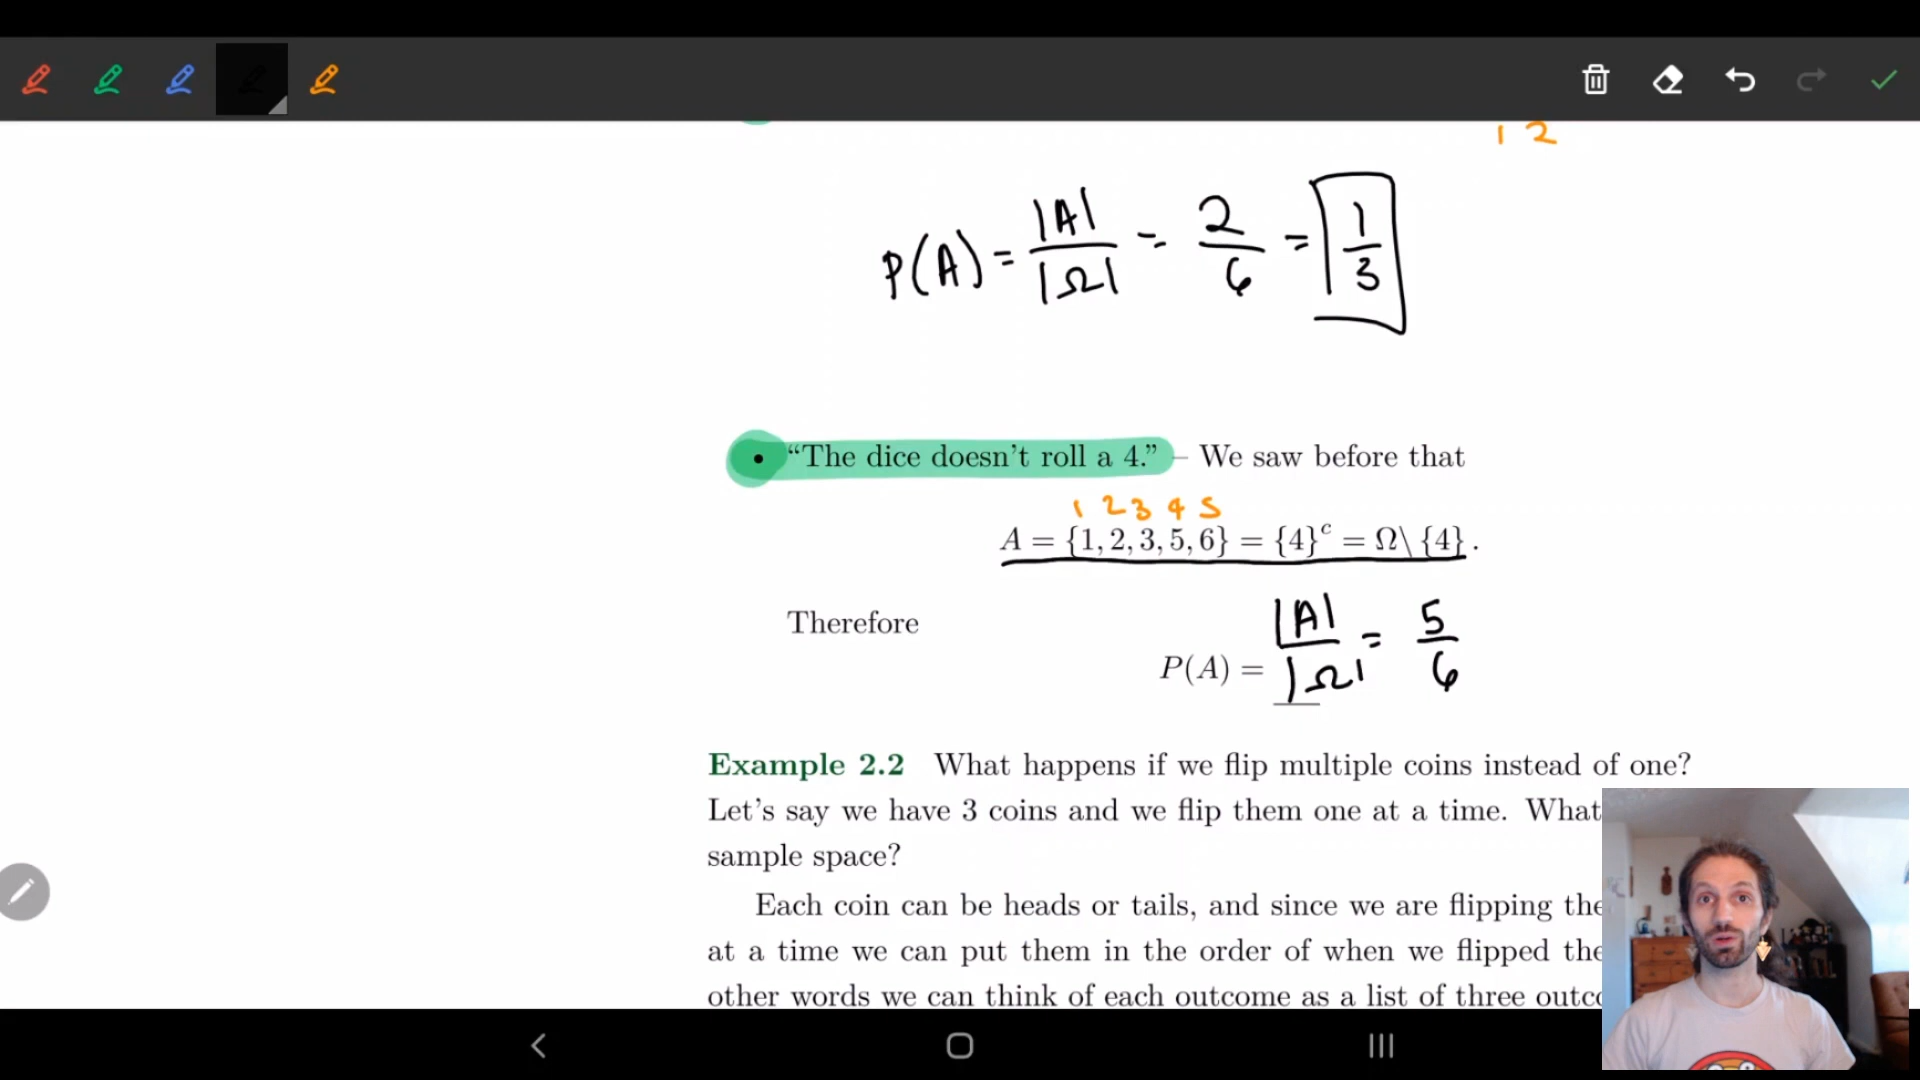 1 2
P(A) = |A| / |Ω| = 2/6 = 1/3
• “The dice doesn’t roll a 4.” – We saw before that
1 2 3 4 5
A = {1, 2, 3, 5, 6} = {4}ᶜ = Ω\ {4} .
Therefore
P(A) = |A| / |Ω| = 5/6
Example 2.2 What happens if we flip multiple coins instead of one?
Let’s say we have 3 coins and we flip them one at a time. What
sample space?
Each coin can be heads or tails, and since we are flipping the
at a time we can put them in the order of when we flipped the
other words we can think of each outcome as a list of three outc